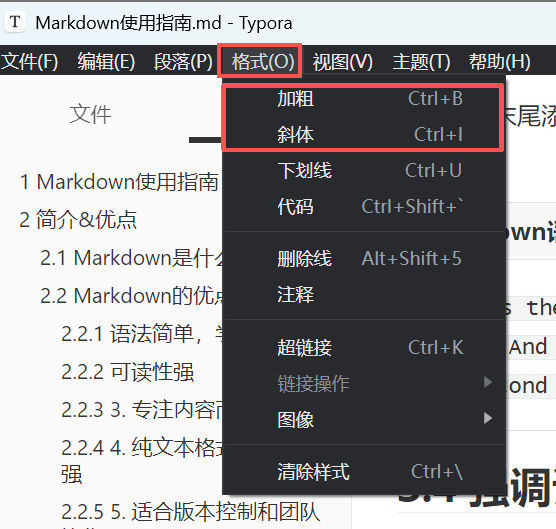 T Markdown使用指南.md - Typora
文件(F) 编辑(E) 段落(P) 格式(O) 视图(V) 主题(T) 帮助(H)
文件
加粗 Ctrl+B
斜体 Ctrl+I
下划线 Ctrl+U
代码 Ctrl+Shift+`
删除线 Alt+Shift+5
注释
超链接 Ctrl+K
链接操作
图像
清除样式 Ctrl+\
1 Markdown使用指南
2 简介&优点
2.1 Markdown是什么
2.2 Markdown的优点
2.2.1 语法简单，
2.2.2 可读性强
2.2.3 3. 专注内容而
2.2.4 4. 纯文本格式
强
2.2.5 5. 适合版本控制和团队
末尾添
own语
s the
And
cond
3.4 强调